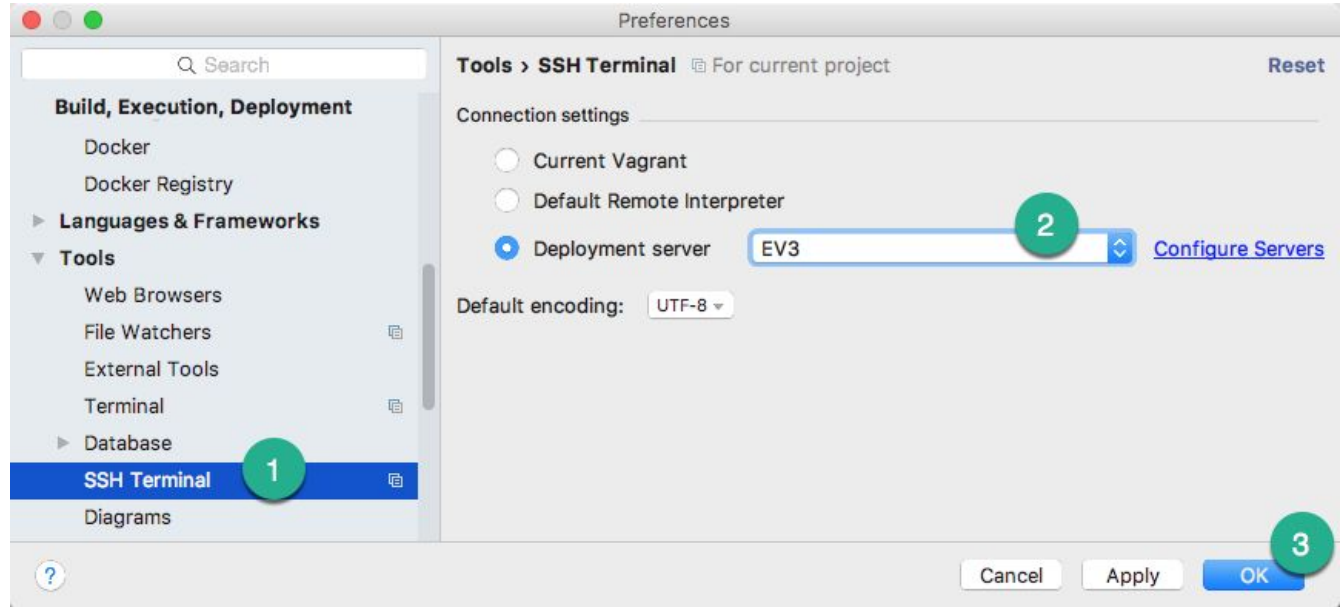 Preferences
Search
Build, Execution, Deployment
Docker
Docker Registry
Languages & Frameworks
Tools
Web Browsers
File Watchers
External Tools
Terminal
Database
SSH Terminal
1
Diagrams
?
Tools › SSH Terminal For current project Reset
Connection settings
Current Vagrant
Default Remote Interpreter
Deployment server EV3 2 Configure Servers
Default encoding: UTF-8
Cancel Apply OK 3